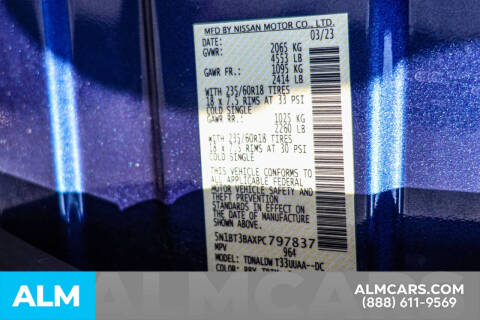 MFD BY NISSAN MOTOR CO., LTD.
DATE: 03/23
GVWR: 2065 KG
4553 LB
GAWR FR.: 1095 KG
2414 LB
WITH 235/60R18 TIRES
18 x 7.5 RIMS AT 33 PSI
COLD SINGLE
GAWR RR.: 1025 KG
2260 LB
WITH 235/60R18 TIRES
18 x 7.5 RIMS AT 30 PSI
COLD SINGLE
THIS VEHICLE CONFORMS TO
ALL APPLICABLE FEDERAL
MOTOR VEHICLE SAFETY AND
THEFT PREVENTION
STANDARDS IN EFFECT ON
THE DATE OF MANUFACTURE
SHOWN ABOVE.
5N1BT3BAXPC797837
MPV 964
MODEL: TDNALDW T33UUAA--DC
ALM
ALMCARS.COM
(888) 611-9569